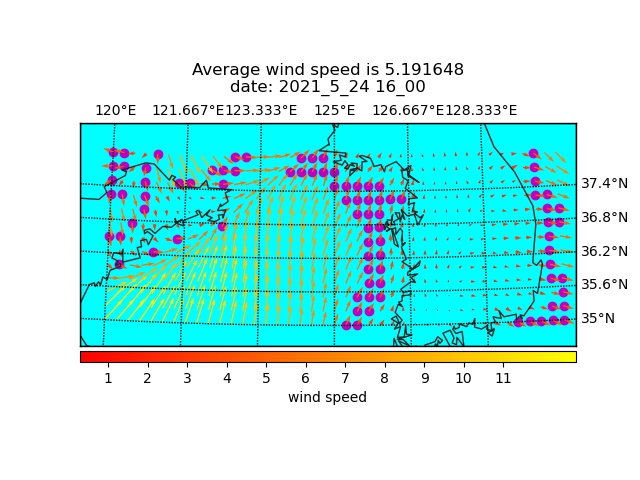 Average wind speed is 5.191648
date: 2021_5_24 16_00
120°E 121.667°E 123.333°E 125°E 126.667°E 128.333°E
37.4°N
36.8°N
36.2°N
35.6°N
35°N
1 2 3 4 5 6 7 8 9 10 11
wind speed